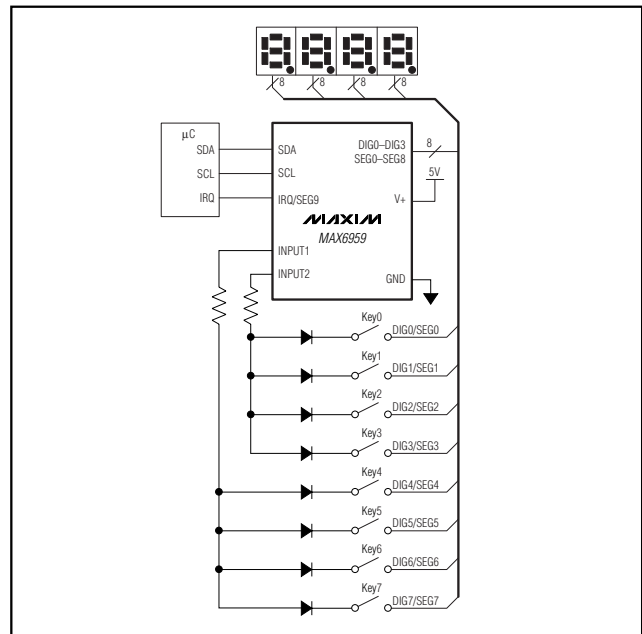 8 8 8 8
μC
SDA
SCL
IRQ
SDA
SCL
IRQ/SEG9
INPUT1
INPUT2
DIG0–DIG3
SEG0–SEG8
V+
GND
MAXIM
MAX6959
8
5V
Key0 DIG0/SEG0
Key1 DIG1/SEG1
Key2 DIG2/SEG2
Key3 DIG3/SEG3
Key4 DIG4/SEG4
Key5 DIG5/SEG5
Key6 DIG6/SEG6
Key7 DIG7/SEG7